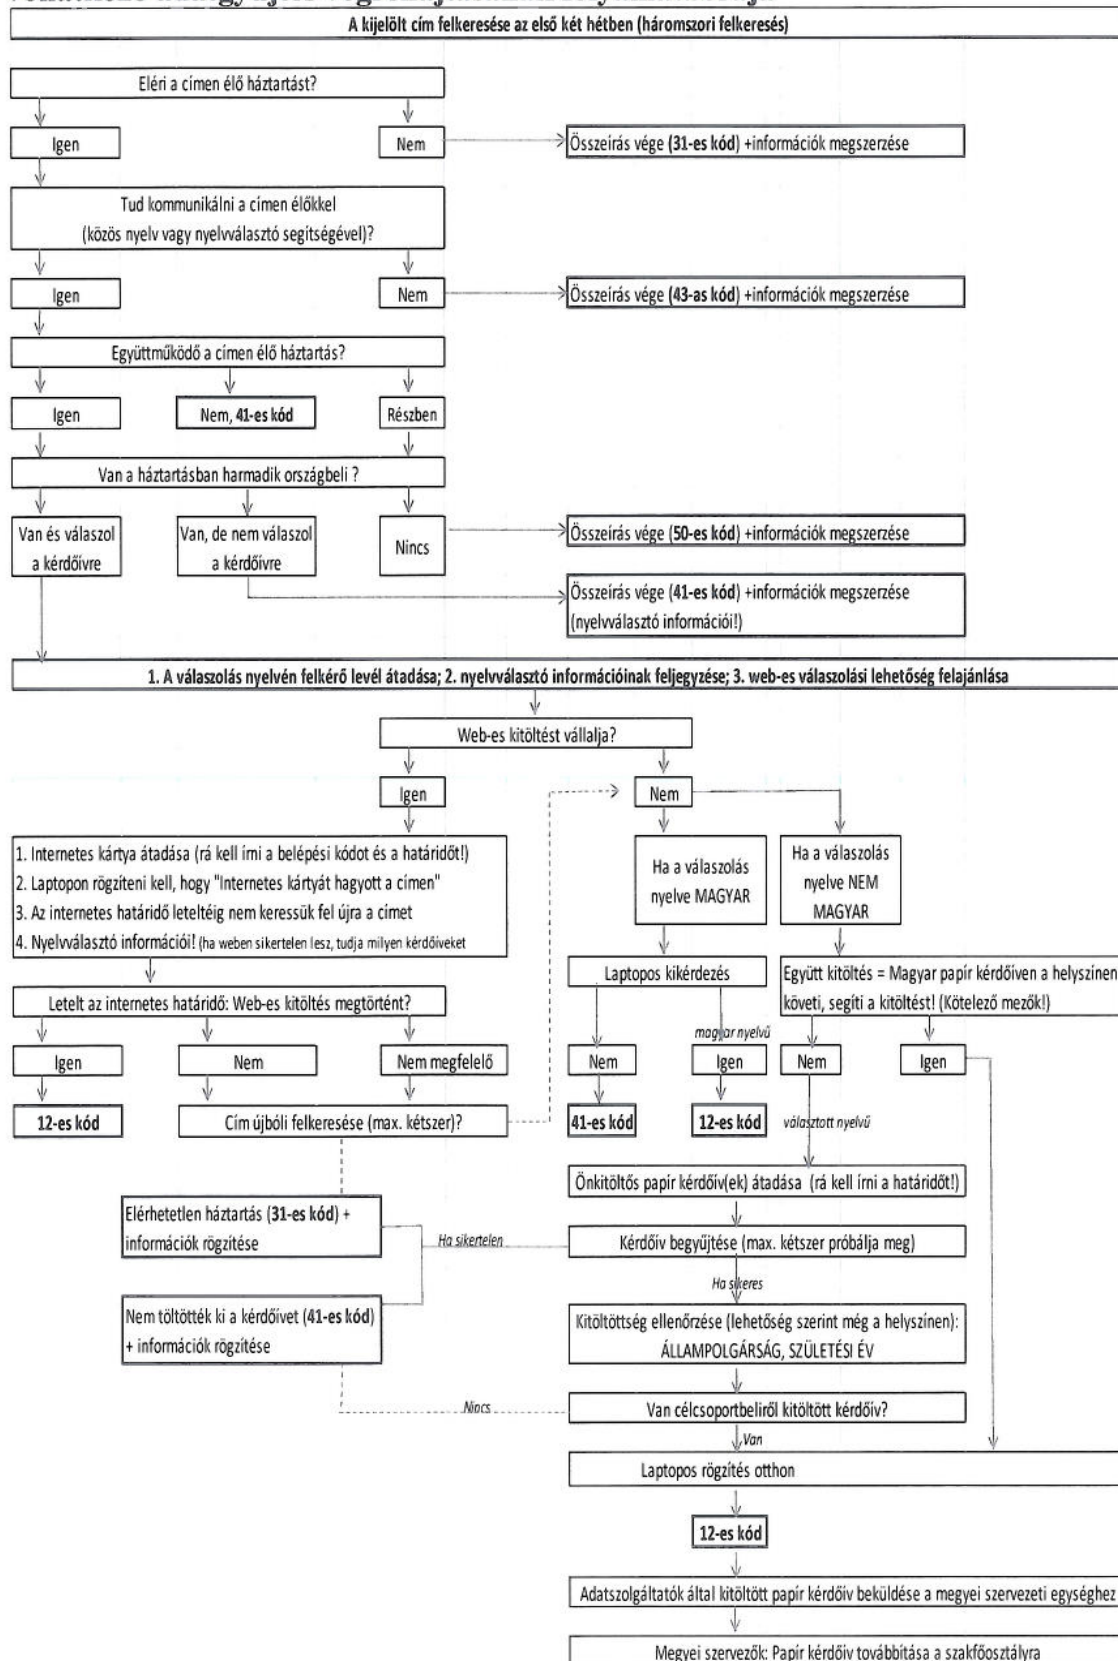 A kijelölt cím felkeresése az első két hétben (háromszori felkeresés)
Eléri a címen élő háztartást?
Igen
Nem
Összeírás vége (31-es kód) +információk megszerzése
Tud kommunikálni a címen élőkkel
(közös nyelv vagy nyelvválasztó segítségével)?
Igen
Nem
Összeírás vége (43-as kód) +információk megszerzése
Együttműködő a címen élő háztartás?
Igen
Nem, 41-es kód
Részben
Van a háztartásban harmadik országbeli ?
Van és válaszol
a kérdőívre
Van, de nem válaszol
a kérdőívre
Nincs
Összeírás vége (50-es kód) +információk megszerzése
Összeírás vége (41-es kód) +információk megszerzése
(nyelvválasztó információi!)
1. A válaszolás nyelvén felkérő levél átadása; 2. nyelvválasztó információinak feljegyzése; 3. web-es válaszolási lehetőség felajánlása
Web-es kitöltést vállalja?
Igen
Nem
1. Internetes kártya átadása (rá kell írni a belépési kódot és a határidőt!)
2. Laptopon rögzíteni kell, hogy "Internetes kártyát hagyott a címen"
3. Az internetes határidő leteltéig nem keressük fel újra a címet
4. Nyelvválasztó információi! (ha weben sikertelen lesz, tudja milyen kérdőíveket
Ha a válaszolás
nyelve MAGYAR
Ha a válaszolás
nyelve NEM
MAGYAR
Laptopos kikérdezés
Együtt kitöltés = Magyar papír kérdőíven a helyszínen
követi, segíti a kitöltést! (Kötelező mezők!)
Letelt az internetes határidő: Web-es kitöltés megtörtént?
magyar nyelvű
Igen
Nem
Nem megfelelő
Nem
Igen
Nem
Igen
12-es kód
Cím újbóli felkeresése (max. kétszer)?
41-es kód
12-es kód
választott nyelvű
Önkitöltős papír kérdőív(ek) átadása (rá kell írni a határidőt!)
Elérhetetlen háztartás (31-es kód) +
információk rögzítése
Ha sikertelen
Kérdőív begyűjtése (max. kétszer próbálja meg)
Ha sikeres
Nem töltötték ki a kérdőívet (41-es kód)
+ információk rögzítése
Kitöltöttség ellenőrzése (lehetőség szerint még a helyszínen):
ÁLLAMPOLGÁRSÁG, SZÜLETÉSI ÉV
Nincs
Van célcsoportbeliről kitöltött kérdőív?
Van
Laptopos rögzítés otthon
12-es kód
Adatszolgáltatók által kitöltött papír kérdőív beküldése a megyei szervezeti egységhez
Megyei szervezők: Papír kérdőív továbbítása a szakfőosztályra